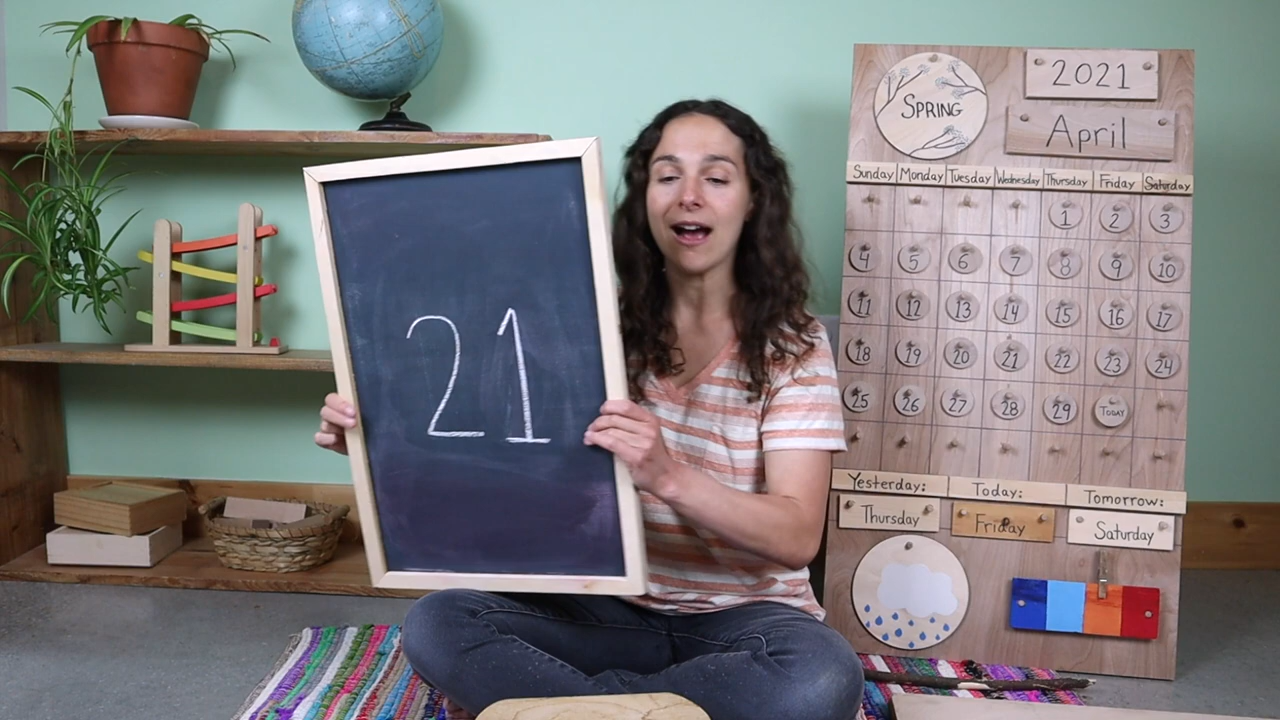 21
SPRING
2021
April
Sunday Monday Tuesday Wednesday Thursday Friday Saturday
1 2 3
4 5 6 7 8 9 10
11 12 13 14 15 16 17
18 19 20 21 22 23 24
25 26 27 28 29 TODAY
Yesterday: Today: Tomorrow:
Thursday Friday Saturday